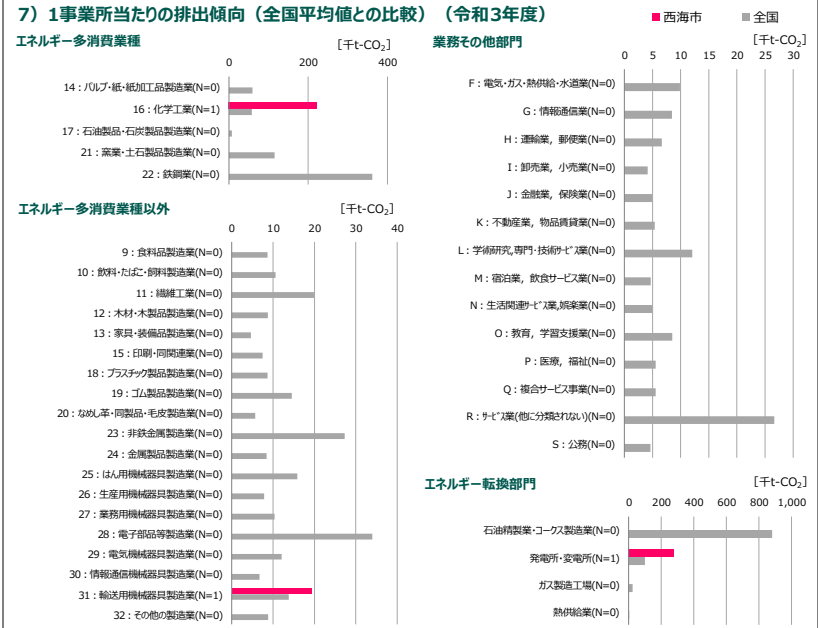 7）1事業所当たりの排出傾向（全国平均値との比較）（令和3年度）
西海市 全国
エネルギー多消費業種
[千t-CO₂]
0 200 400
14：パルプ・紙・紙加工品製造業(N=0)
16：化学工業(N=1)
17：石油製品・石炭製品製造業(N=0)
21：窯業・土石製品製造業(N=0)
22：鉄鋼業(N=0)
エネルギー多消費業種以外
[千t-CO₂]
0 10 20 30 40
9：食料品製造業(N=0)
10：飲料・たばこ・飼料製造業(N=0)
11：繊維工業(N=0)
12：木材・木製品製造業(N=0)
13：家具・装備品製造業(N=0)
15：印刷・同関連業(N=0)
18：プラスチック製品製造業(N=0)
19：ゴム製品製造業(N=0)
20：なめし革・同製品・毛皮製造業(N=0)
23：非鉄金属製造業(N=0)
24：金属製品製造業(N=0)
25：はん用機械器具製造業(N=0)
26：生産用機械器具製造業(N=0)
27：業務用機械器具製造業(N=0)
28：電子部品等製造業(N=0)
29：電気機械器具製造業(N=0)
30：情報通信機械器具製造業(N=0)
31：輸送用機械器具製造業(N=1)
32：その他の製造業(N=0)
業務その他部門
[千t-CO₂]
0 5 10 15 20 25 30
F：電気・ガス・熱供給・水道業(N=0)
G：情報通信業(N=0)
H：運輸業，郵便業(N=0)
I：卸売業，小売業(N=0)
J：金融業，保険業(N=0)
K：不動産業，物品賃貸業(N=0)
L：学術研究,専門・技術サービス業(N=0)
M：宿泊業，飲食サービス業(N=0)
N：生活関連サービス業,娯楽業(N=0)
O：教育，学習支援業(N=0)
P：医療，福祉(N=0)
Q：複合サービス事業(N=0)
R：サービス業(他に分類されない)(N=0)
S：公務(N=0)
エネルギー転換部門
[千t-CO₂]
0 200 400 600 800 1,000
石油精製業・コークス製造業(N=0)
発電所・変電所(N=1)
ガス製造工場(N=0)
熱供給業(N=0)